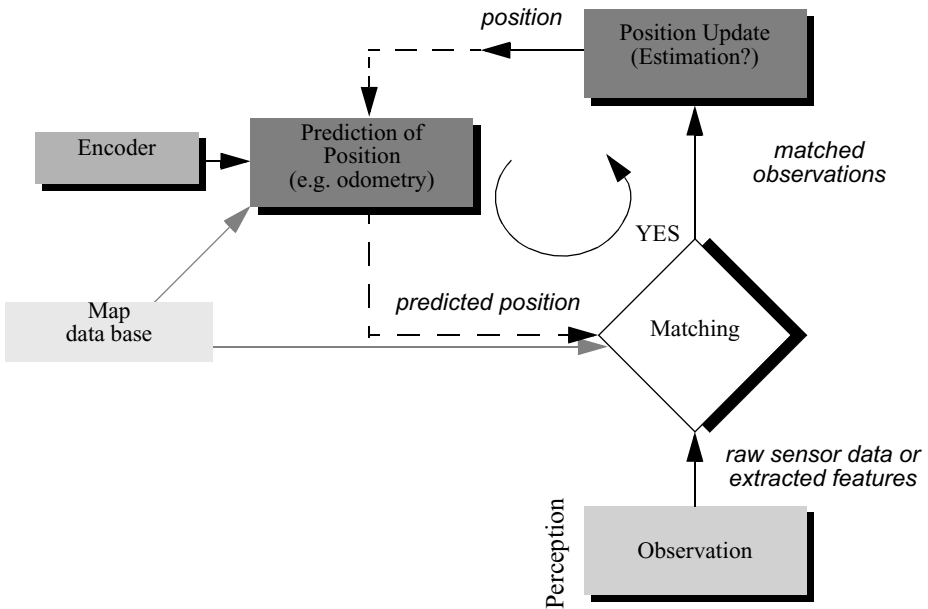 position
Position Update
(Estimation?)
Encoder
Prediction of
Position
(e.g. odometry)
matched
observations
YES
Map
data base
predicted position
Matching
raw sensor data or
extracted features
Perception
Observation